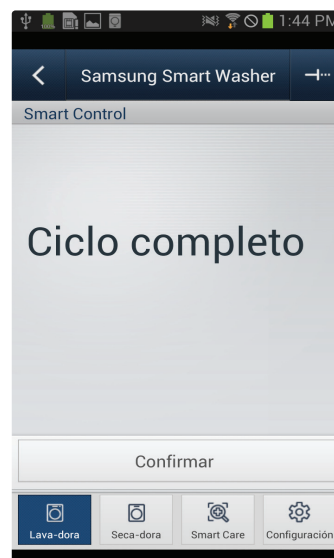 1:44 PM
Samsung Smart Washer
Smart Control
Ciclo completo
Confirmar
Lava-dora
Seca-dora
Smart Care
Configuración